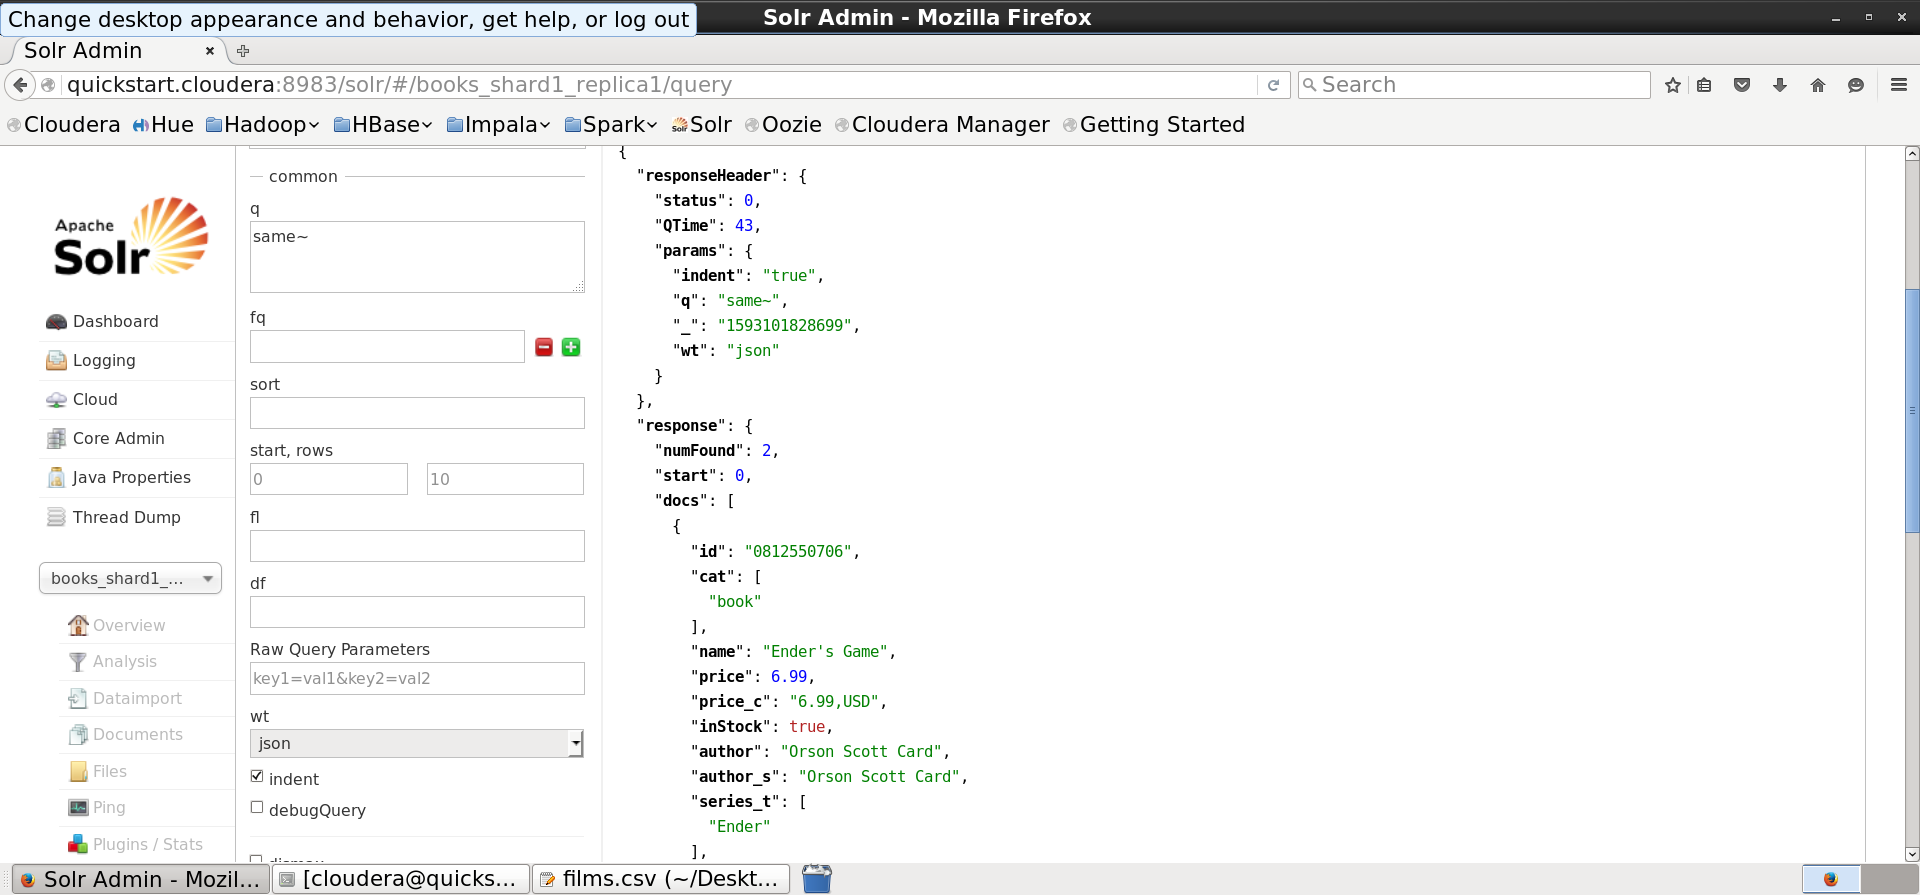 Change desktop appearance and behavior, get help, or log out
Solr Admin - Mozilla Firefox
Solr Admin
quickstart.cloudera:8983/solr/#/books_shard1_replica1/query
Search
Cloudera Hue Hadoop HBase Impala Spark Solr Oozie Cloudera Manager Getting Started
Apache
Solr
Dashboard
Logging
Cloud
Core Admin
Java Properties
Thread Dump
books_shard1_...
Overview
Analysis
Dataimport
Documents
Files
Ping
Plugins / Stats
common
q
same~
fq
sort
start, rows
0 10
fl
df
Raw Query Parameters
key1=val1&key2=val2
wt
json
indent
debugQuery
{
"responseHeader": {
"status": 0,
"QTime": 43,
"params": {
"indent": "true",
"q": "same~",
"_": "1593101828699",
"wt": "json"
}
},
"response": {
"numFound": 2,
"start": 0,
"docs": [
{
"id": "0812550706",
"cat": [
"book"
],
"name": "Ender's Game",
"price": 6.99,
"price_c": "6.99,USD",
"inStock": true,
"author": "Orson Scott Card",
"author_s": "Orson Scott Card",
"series_t": [
"Ender"
],
Solr Admin - Mozil...
[cloudera@quicks...
films.csv (~/Deskt...